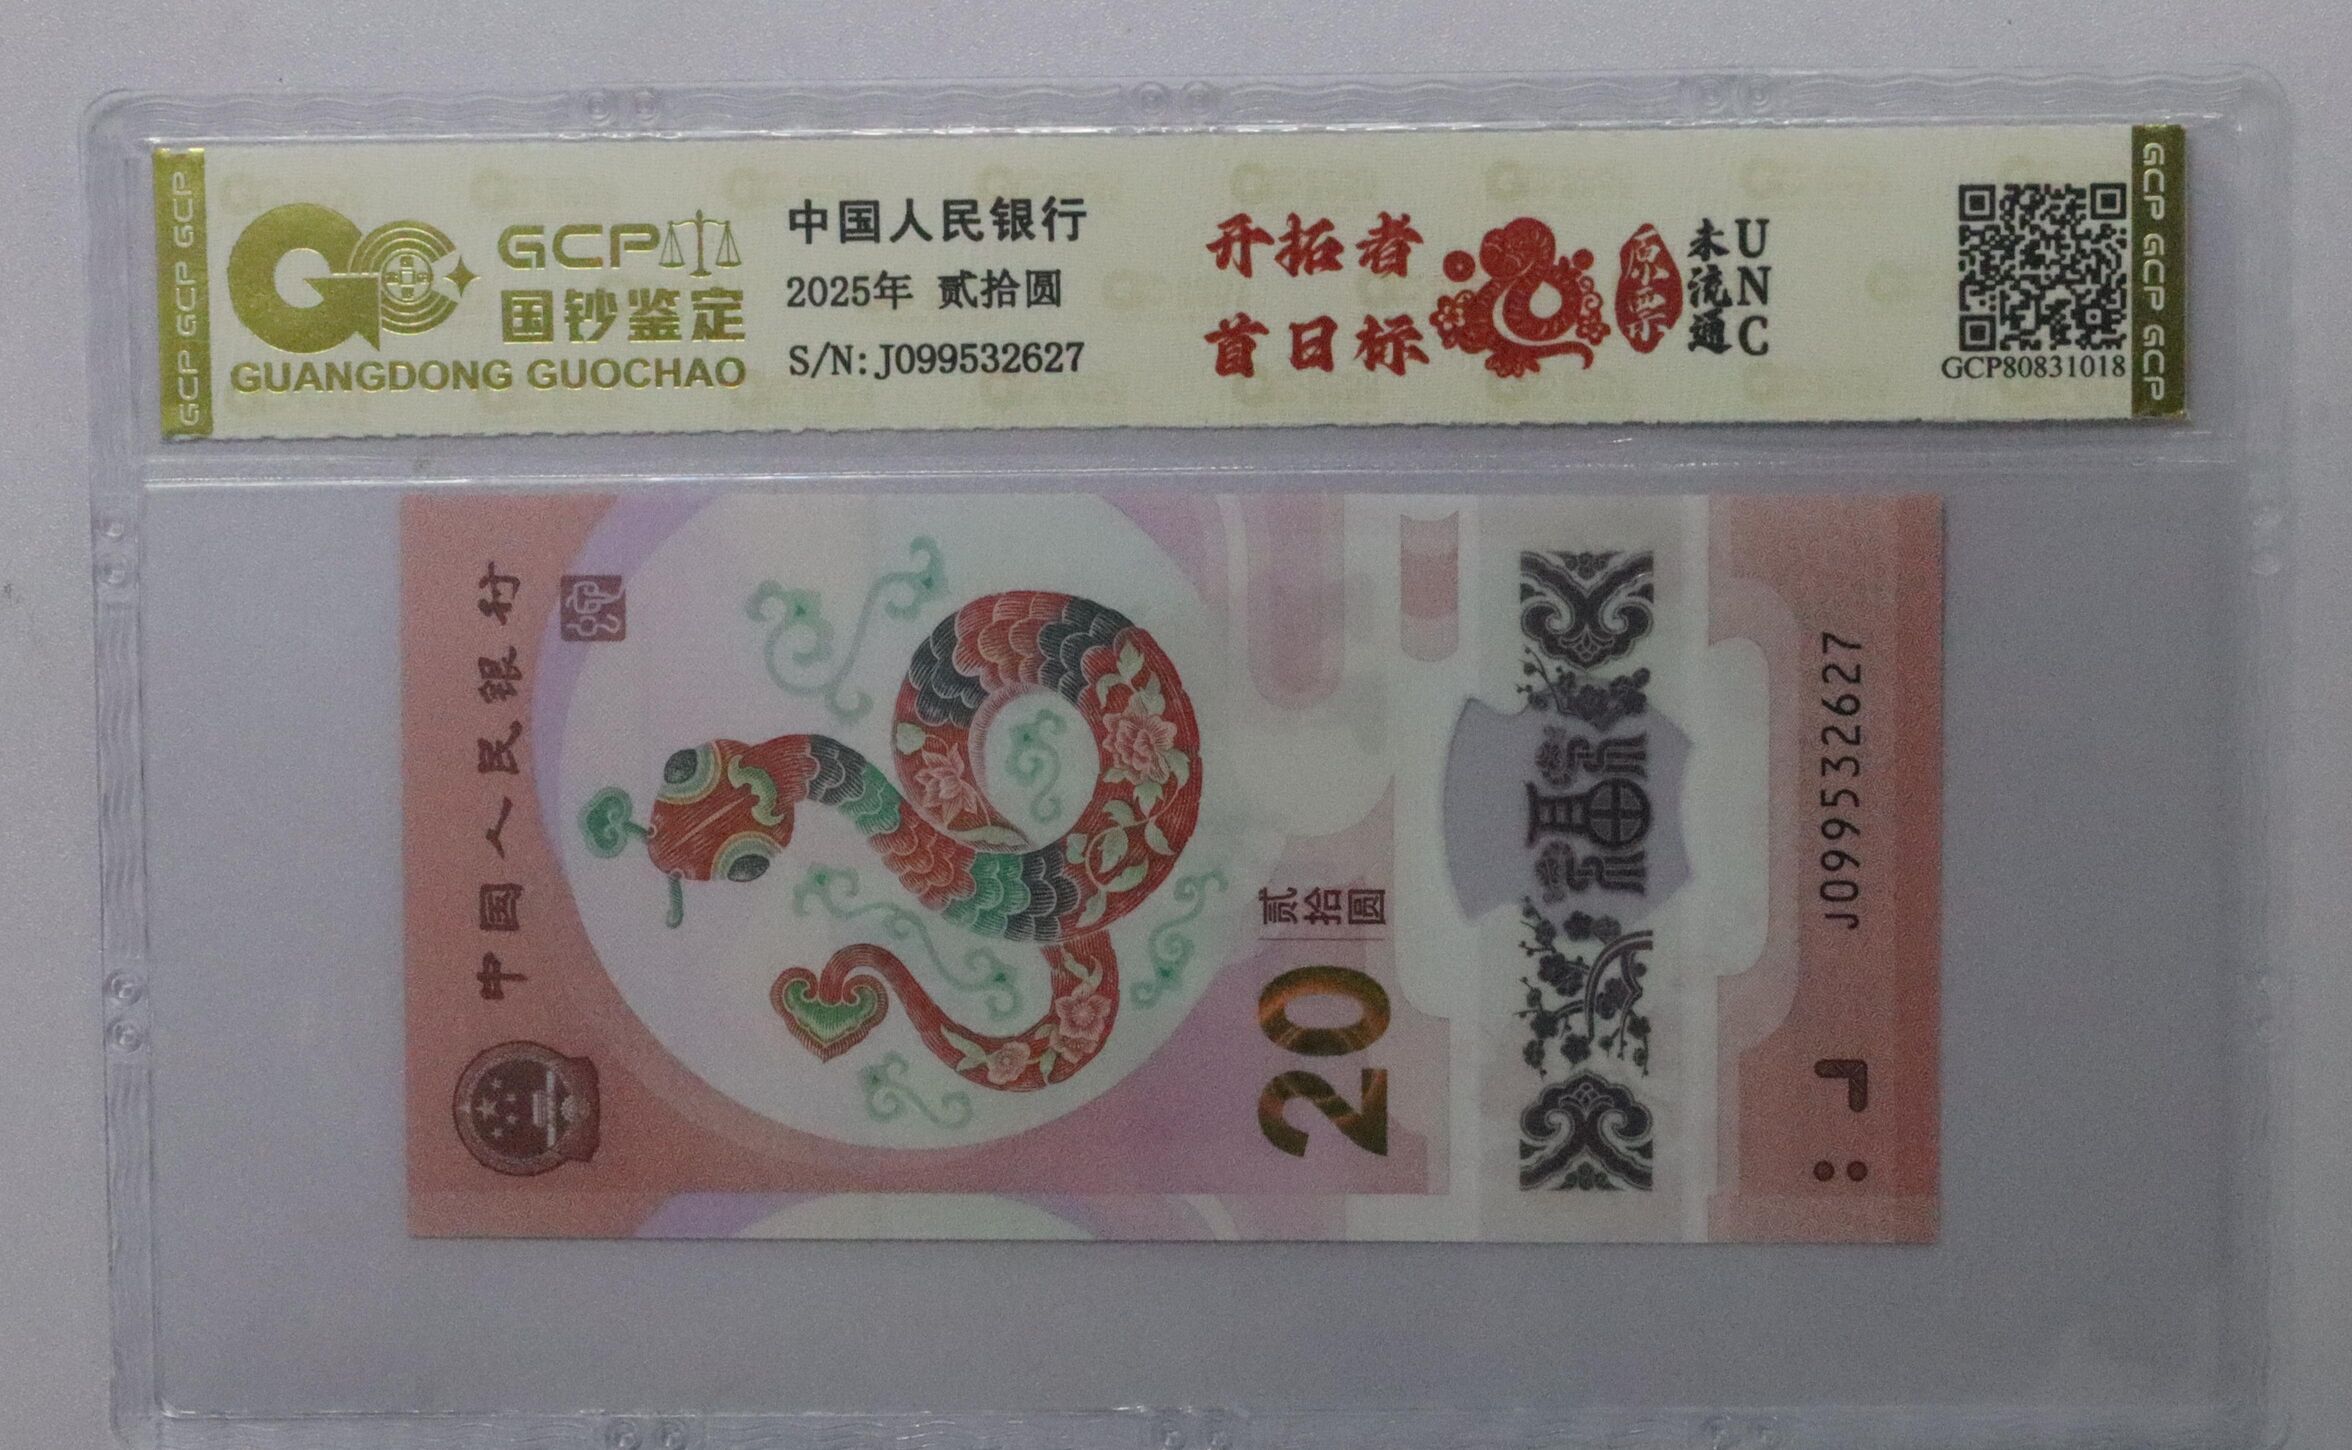 GCP GCP GCP
GCP
国钞鉴定
GUANGDONG GUOCHAO
中国人民银行
2025年 贰拾圆
S/N: J099532627
开拓者
首日标
原票
未流通
UNC
GCP80831018
GCP GCP GCP
中国人民银行
20
贰拾圆
福
J099532627